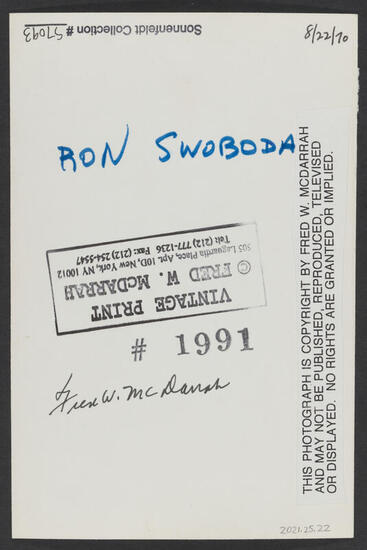 Sonnenfeldt Collection # 57093
8/22/70
RON SWOBODA
VINTAGE PRINT
© FRED W. McDARRAH
505 Laguardia Place, Apt. 10D, New York, NY 10012
Tel: (212) 777-1236 Fax: (212) 254-5547
# 1991
Fred W. McDarrah
THIS PHOTOGRAPH IS COPYRIGHT BY FRED W. MCDARRAH
AND MAY NOT BE PUBLISHED, REPRODUCED, TELEVISED
OR DISPLAYED. NO RIGHTS ARE GRANTED OR IMPLIED.
2021.25.22